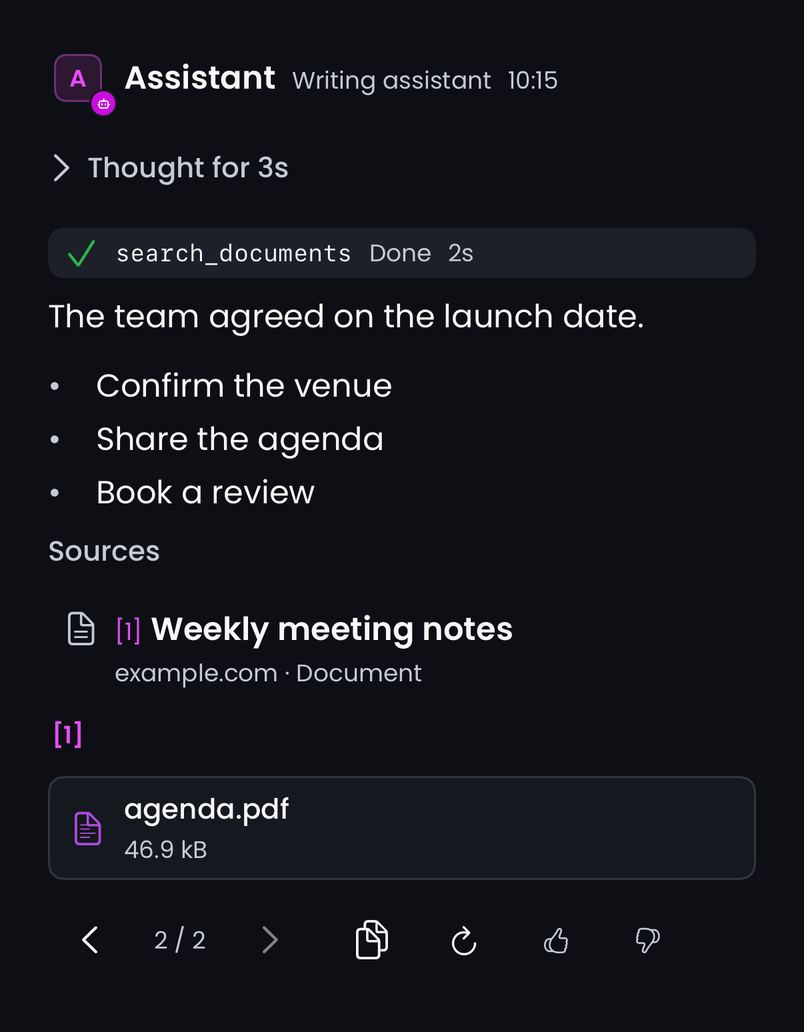 A
Assistant Writing assistant 10:15
Thought for 3s
search_documents Done 2s
The team agreed on the launch date.
• Confirm the venue
• Share the agenda
• Book a review
Sources
[1] Weekly meeting notes
example.com · Document
[1]
agenda.pdf
46.9 kB
2 / 2